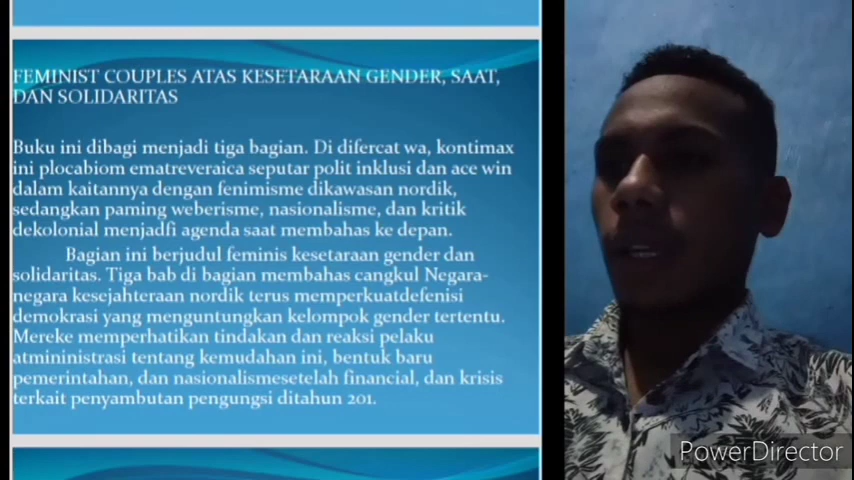 FEMINIST COUPLES ATAS KESETARAAN GENDER, SAAT,
DAN SOLIDARITAS
Buku ini dibagi menjadi tiga bagian. Di difercat wa, kontimax
ini plocabiom ematreveraica seputar polit inklusi dan ace win
dalam kaitannya dengan fenimisme dikawasan nordik,
sedangkan paming weberisme, nasionalisme, dan kritik
dekolonial menjadfi agenda saat membahas ke depan.
Bagian ini berjudul feminis kesetaraan gender dan
solidaritas. Tiga bab di bagian membahas cangkul Negara-
negara kesejahteraan nordik terus memperkuatdefenisi
demokrasi yang menguntungkan kelompok gender tertentu.
Mereke memperhatikan tindakan dan reaksi pelaku
atmininistrasi tentang kemudahan ini, bentuk baru
pemerintahan, dan nasionalismesetelah financial, dan krisis
terkait penyambutan pengungsi ditahun 201.
PowerDirector